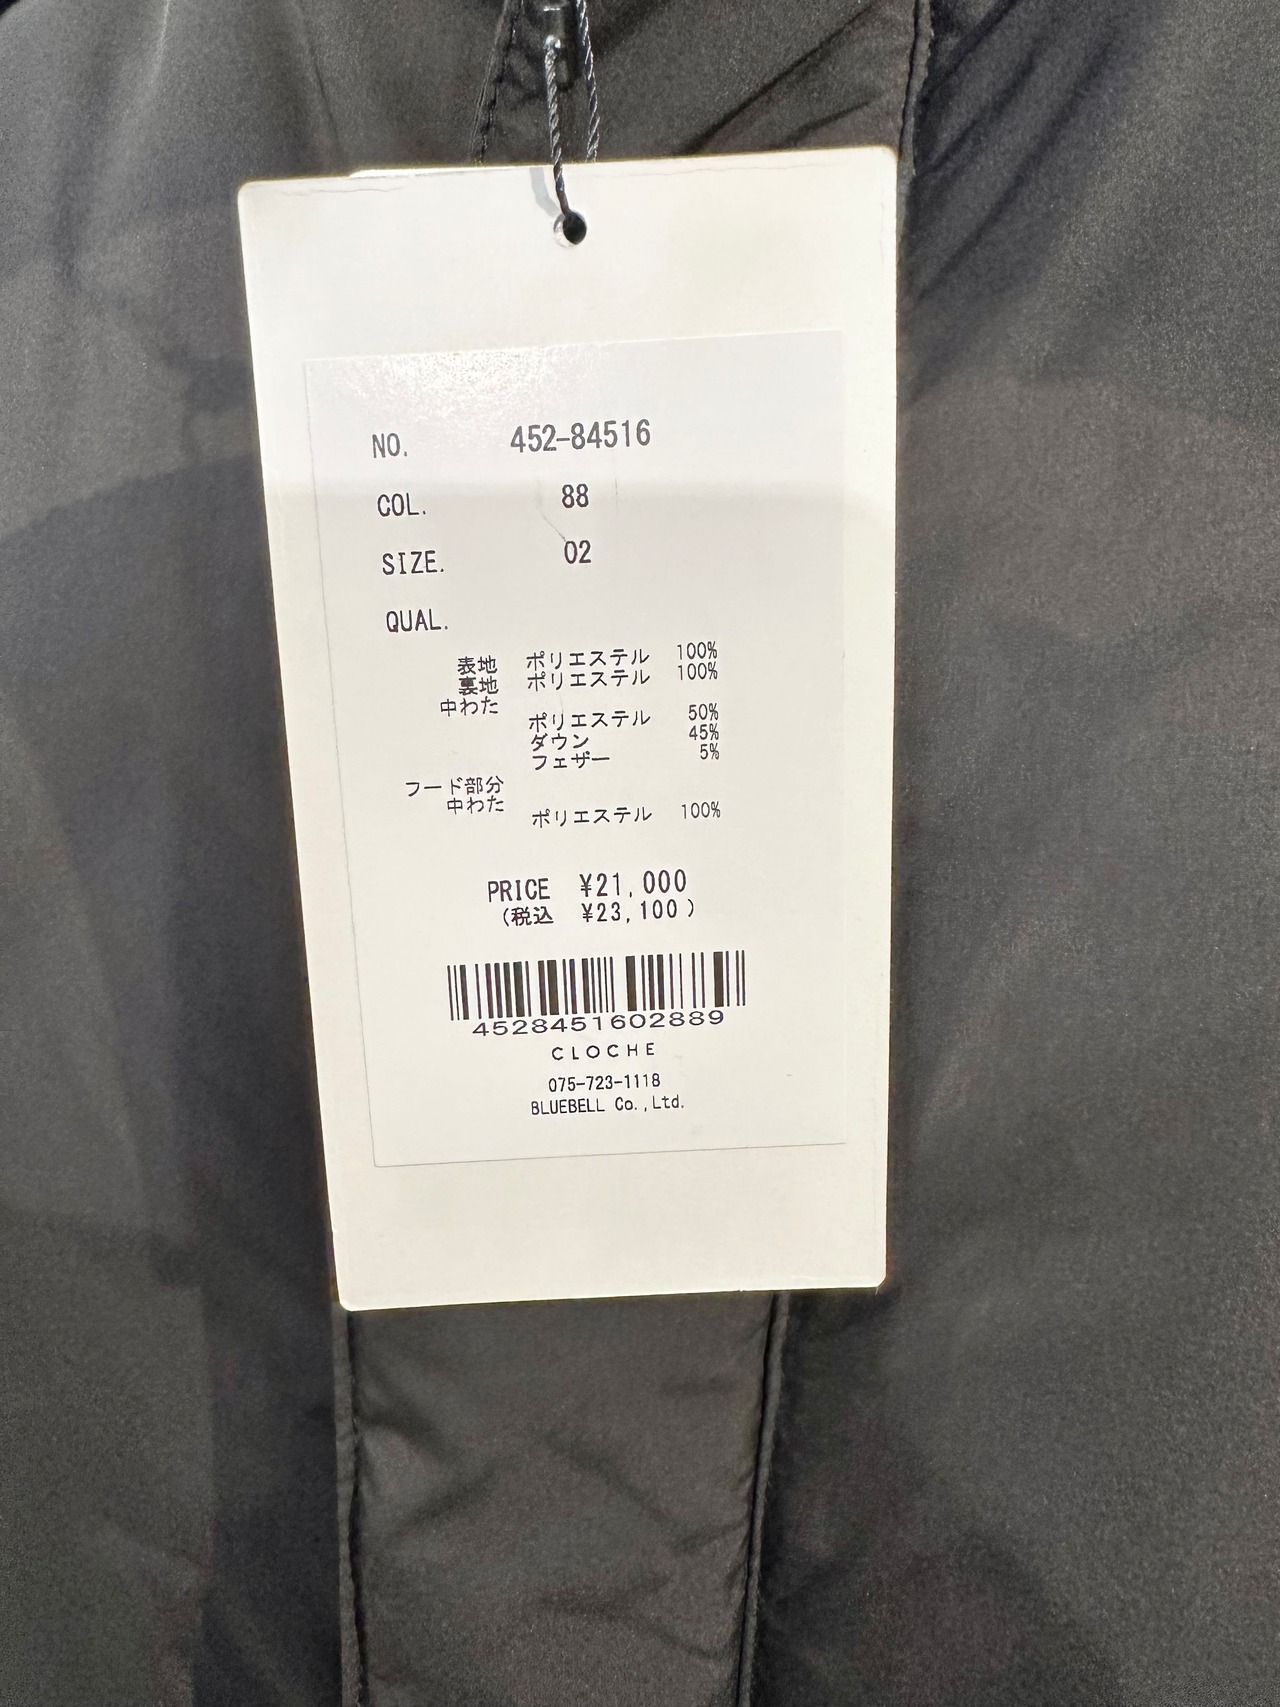 NO. 452-84516
COL. 88
SIZE. 02
QUAL.
表地 ポリエステル 100%
裏地 ポリエステル 100%
中わた
ポリエステル 50%
ダウン 45%
フェザー 5%
フード部分
中わた
ポリエステル 100%
PRICE ¥21,000
(税込 ¥23,100)
4528451602889
CLOCHE
075-723-1118
BLUEBELL Co.,Ltd.